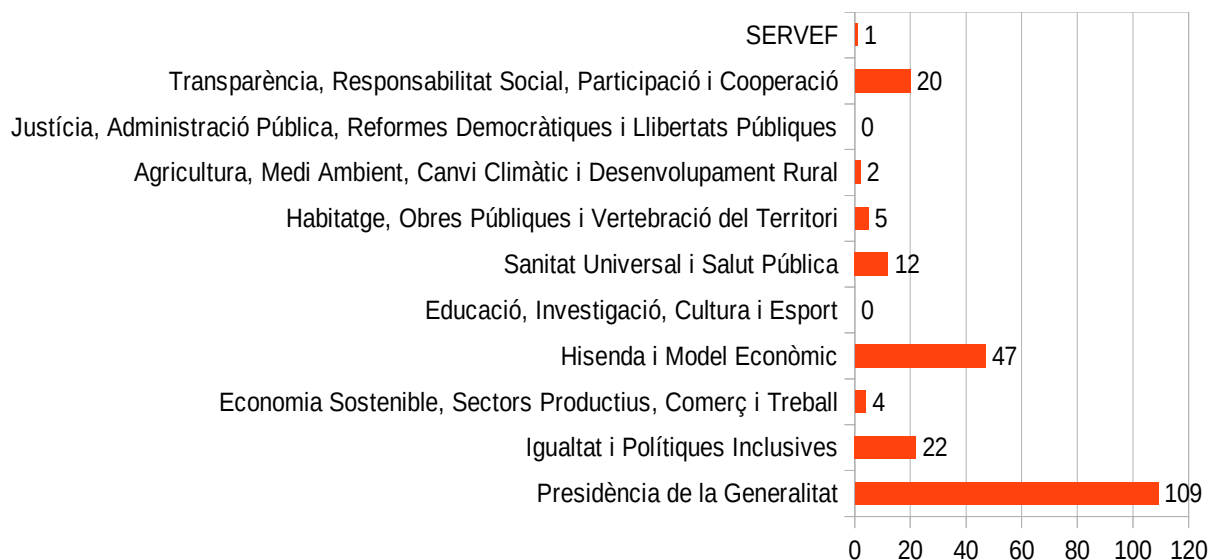 SERVEF 1
Transparència, Responsabilitat Social, Participació i Cooperació 20
Justícia, Administració Pública, Reformes Democràtiques i Llibertats Públiques 0
Agricultura, Medi Ambient, Canvi Climàtic i Desenvolupament Rural 2
Habitatge, Obres Públiques i Vertebració del Territori 5
Sanitat Universal i Salut Pública 12
Educació, Investigació, Cultura i Esport 0
Hisenda i Model Econòmic 47
Economia Sostenible, Sectors Productius, Comerç i Treball 4
Igualtat i Polítiques Inclusives 22
Presidència de la Generalitat 109
0 20 40 60 80 100 120